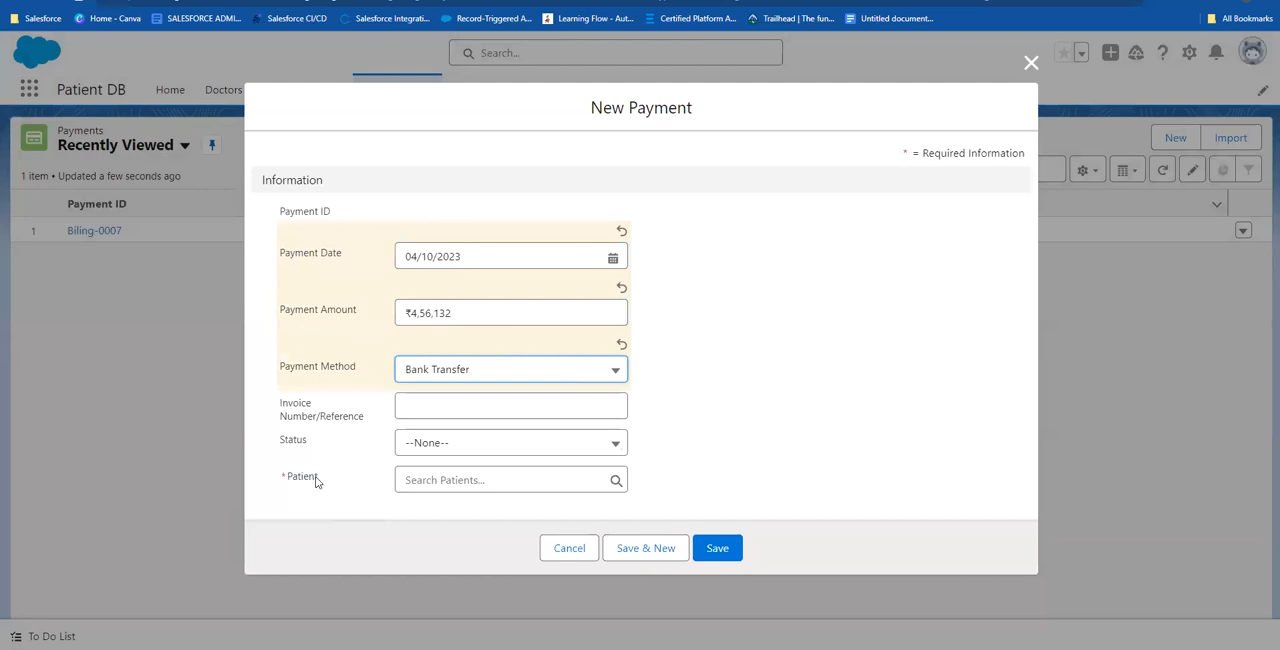 Salesforce
Home - Canva
SALESFORCE ADMI...
Salesforce CI/CD
Salesforce Integrati...
Record-Triggered A...
Learning Flow - Aut...
Certified Platform A...
Trailhead | The fun...
Untitled document...
All Bookmarks
Search...
Patient DB
Home
Doctors
New Payment
Payments
Recently Viewed
New
Import
* = Required Information
1 item • Updated a few seconds ago
Information
Payment ID
1
Biling-0007
Payment ID
Payment Date
04/10/2023
Payment Amount
₹4,56,132
Payment Method
Bank Transfer
Invoice
Number/Reference
Status
--None--
*Patient
Search Patients...
Cancel
Save & New
Save
To Do List